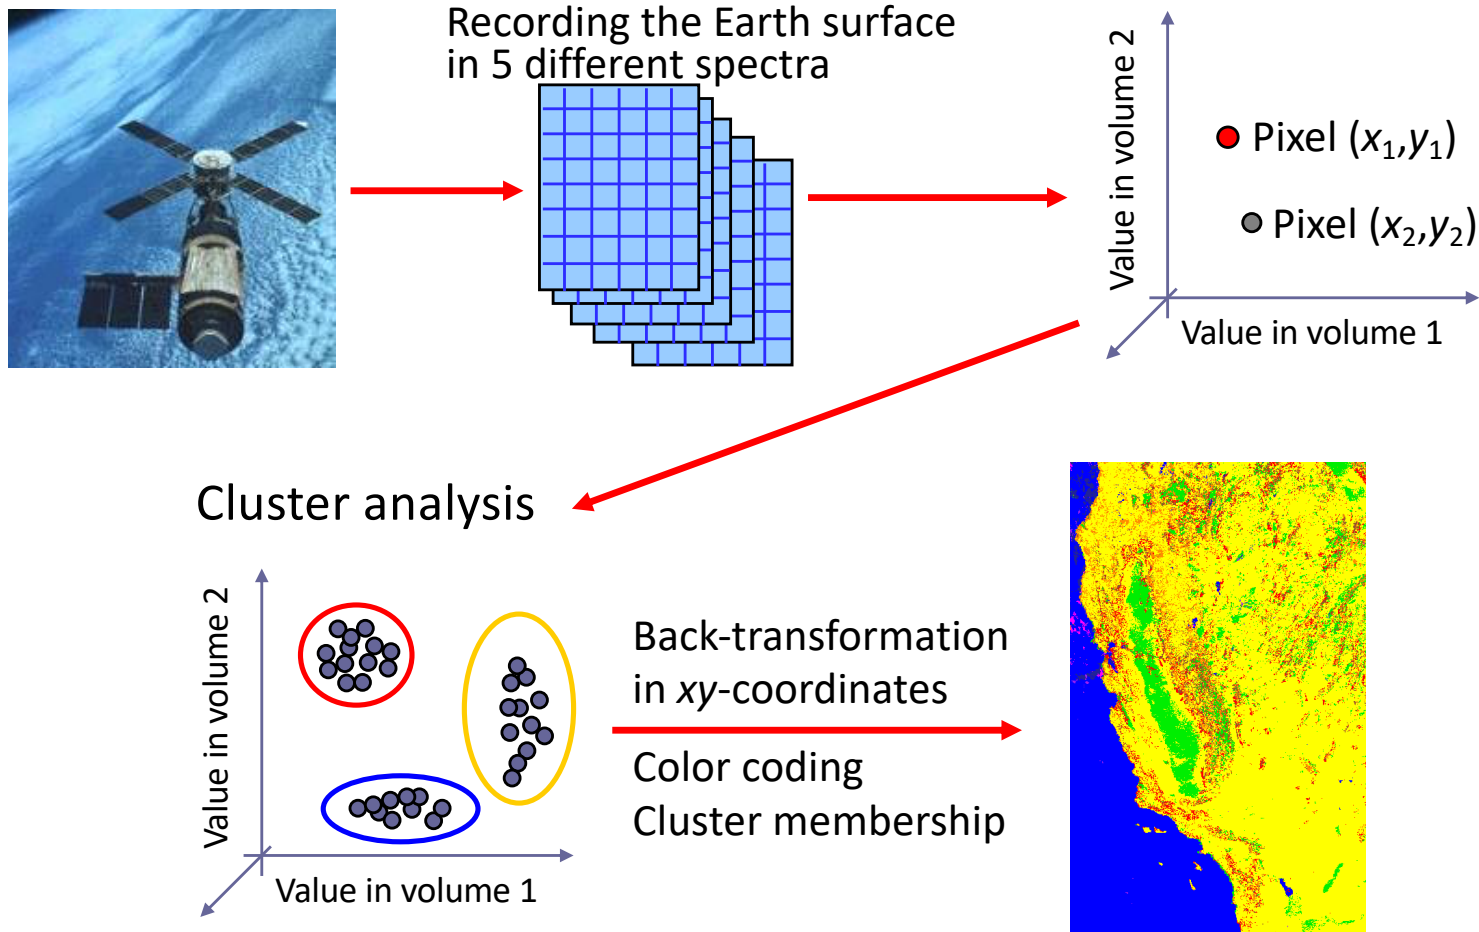 Recording the Earth surface
in 5 different spectra
Value in volume 2
Pixel (x1,y1)
Pixel (x2,y2)
Value in volume 1
Cluster analysis
Value in volume 2
Value in volume 1
Back-transformation
in xy-coordinates
Color coding
Cluster membership